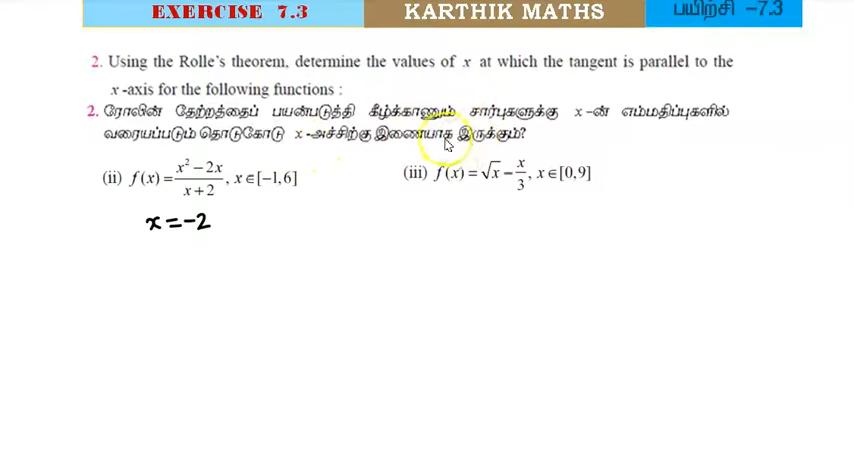 EXERCISE 7.3 KARTHIK MATHS பயிற்சி –7.3
2. Using the Rolle's theorem, determine the values of x at which the tangent is parallel to the
x -axis for the following functions :
2. ரோலின் தேற்றத்தைப் பயன்படுத்தி கீழ்க்காணும் சார்புகளுக்கு x -ன் எம்மதிப்புகளில்
வரையப்படும் தொடுகோடு x -அச்சிற்கு இணையாக இருக்கும்?
(ii) f(x) = (x² − 2x)/(x + 2), x ∈ [−1, 6] (iii) f(x) = √x − x/3, x ∈ [0, 9]
x = −2